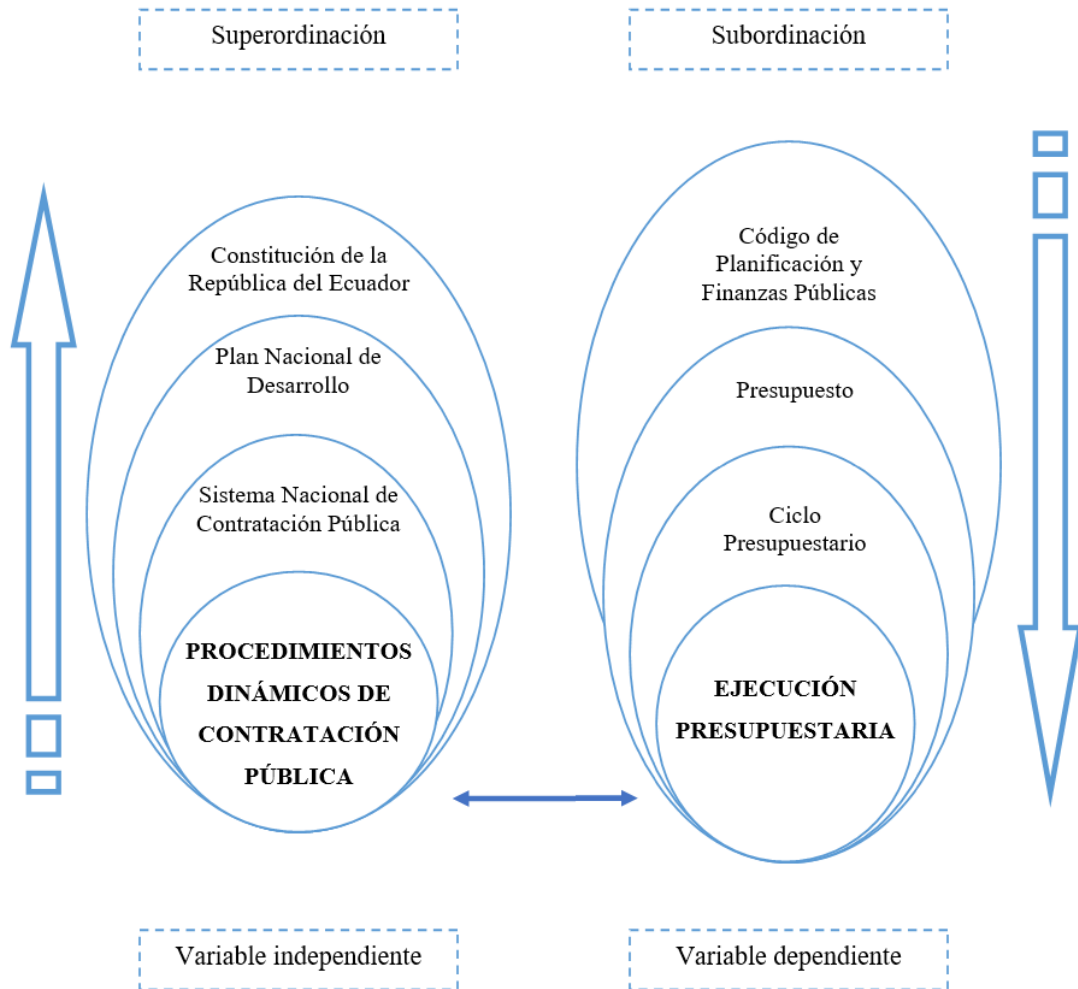 Superordinación
Subordinación
Constitución de la
República del Ecuador
Plan Nacional de
Desarrollo
Sistema Nacional de
Contratación Pública
PROCEDIMIENTOS
DINÁMICOS DE
CONTRATACIÓN
PÚBLICA
Código de
Planificación y
Finanzas Públicas
Presupuesto
Ciclo
Presupuestario
EJECUCIÓN
PRESUPUESTARIA
Variable independiente
Variable dependiente